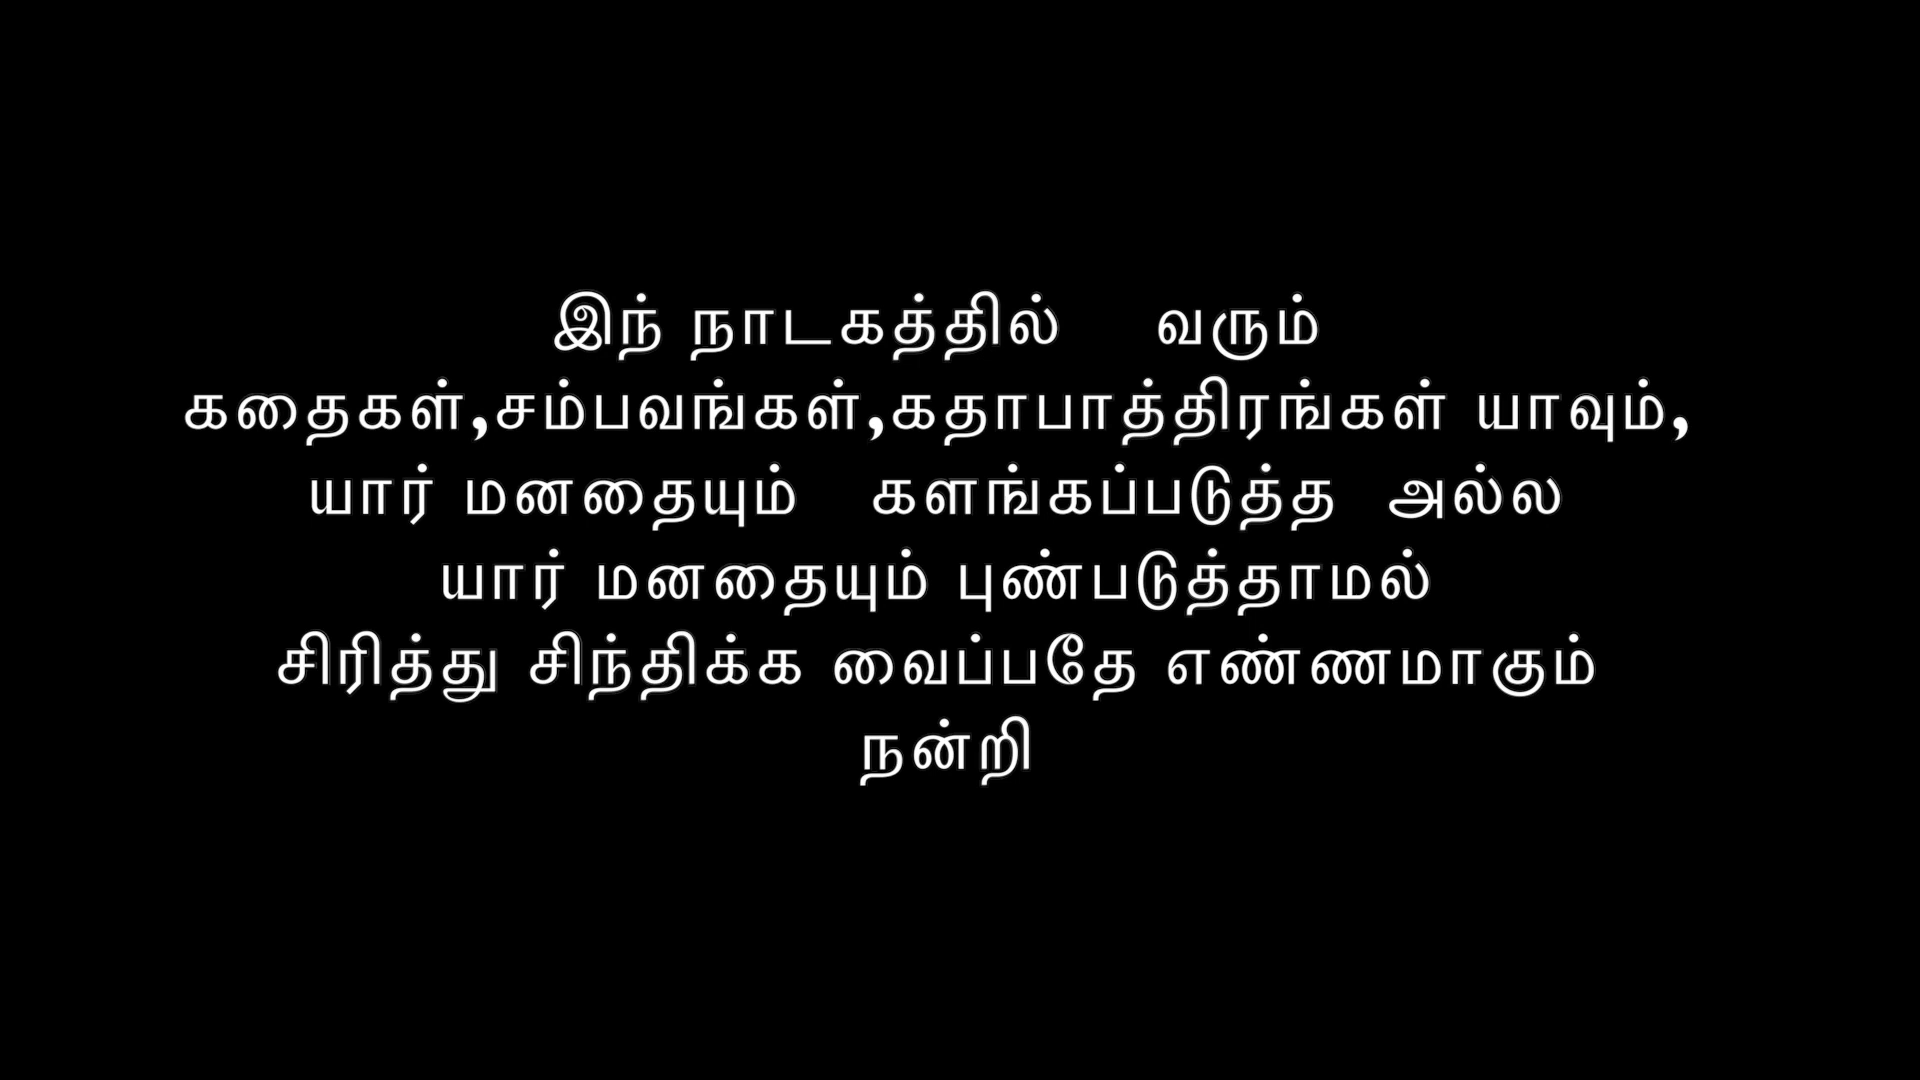 இந் நாடகத்தில் வரும்
கதைகள்,சம்பவங்கள்,கதாபாத்திரங்கள் யாவும்,
யார் மனதையும் களங்கப்படுத்த அல்ல
யார் மனதையும் புண்படுத்தாமல்
சிரித்து சிந்திக்க வைப்பதே எண்ணமாகும்
நன்றி